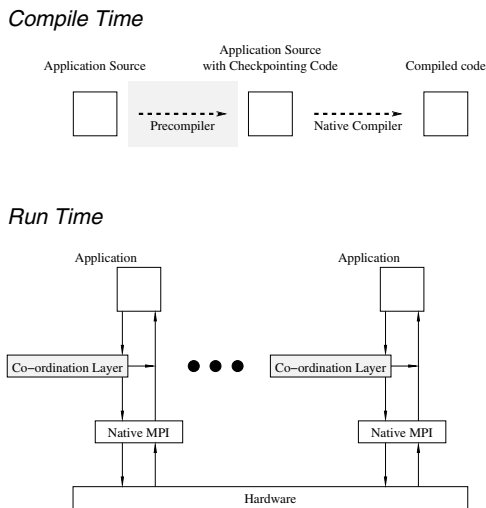 Compile Time
Application Source
Application Source
with Checkpointing Code
Compiled code
Precompiler
Native Compiler
Run Time
Application
Application
Co−ordination Layer
Co−ordination Layer
Native MPI
Native MPI
Hardware